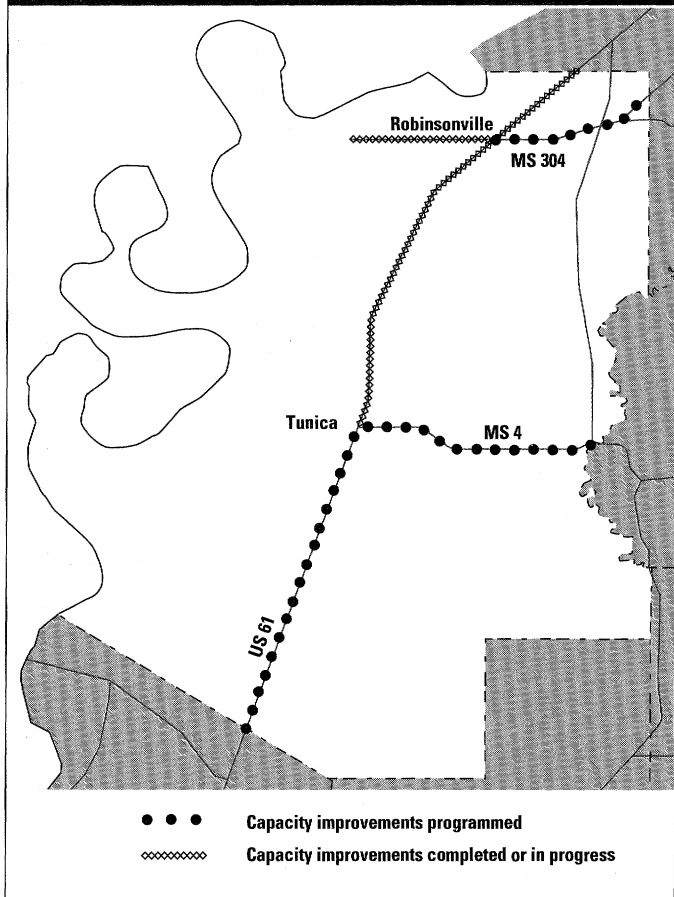 Robinsonville
MS 304
Tunica
MS 4
US 61
Capacity improvements programmed
Capacity improvements completed or in progress